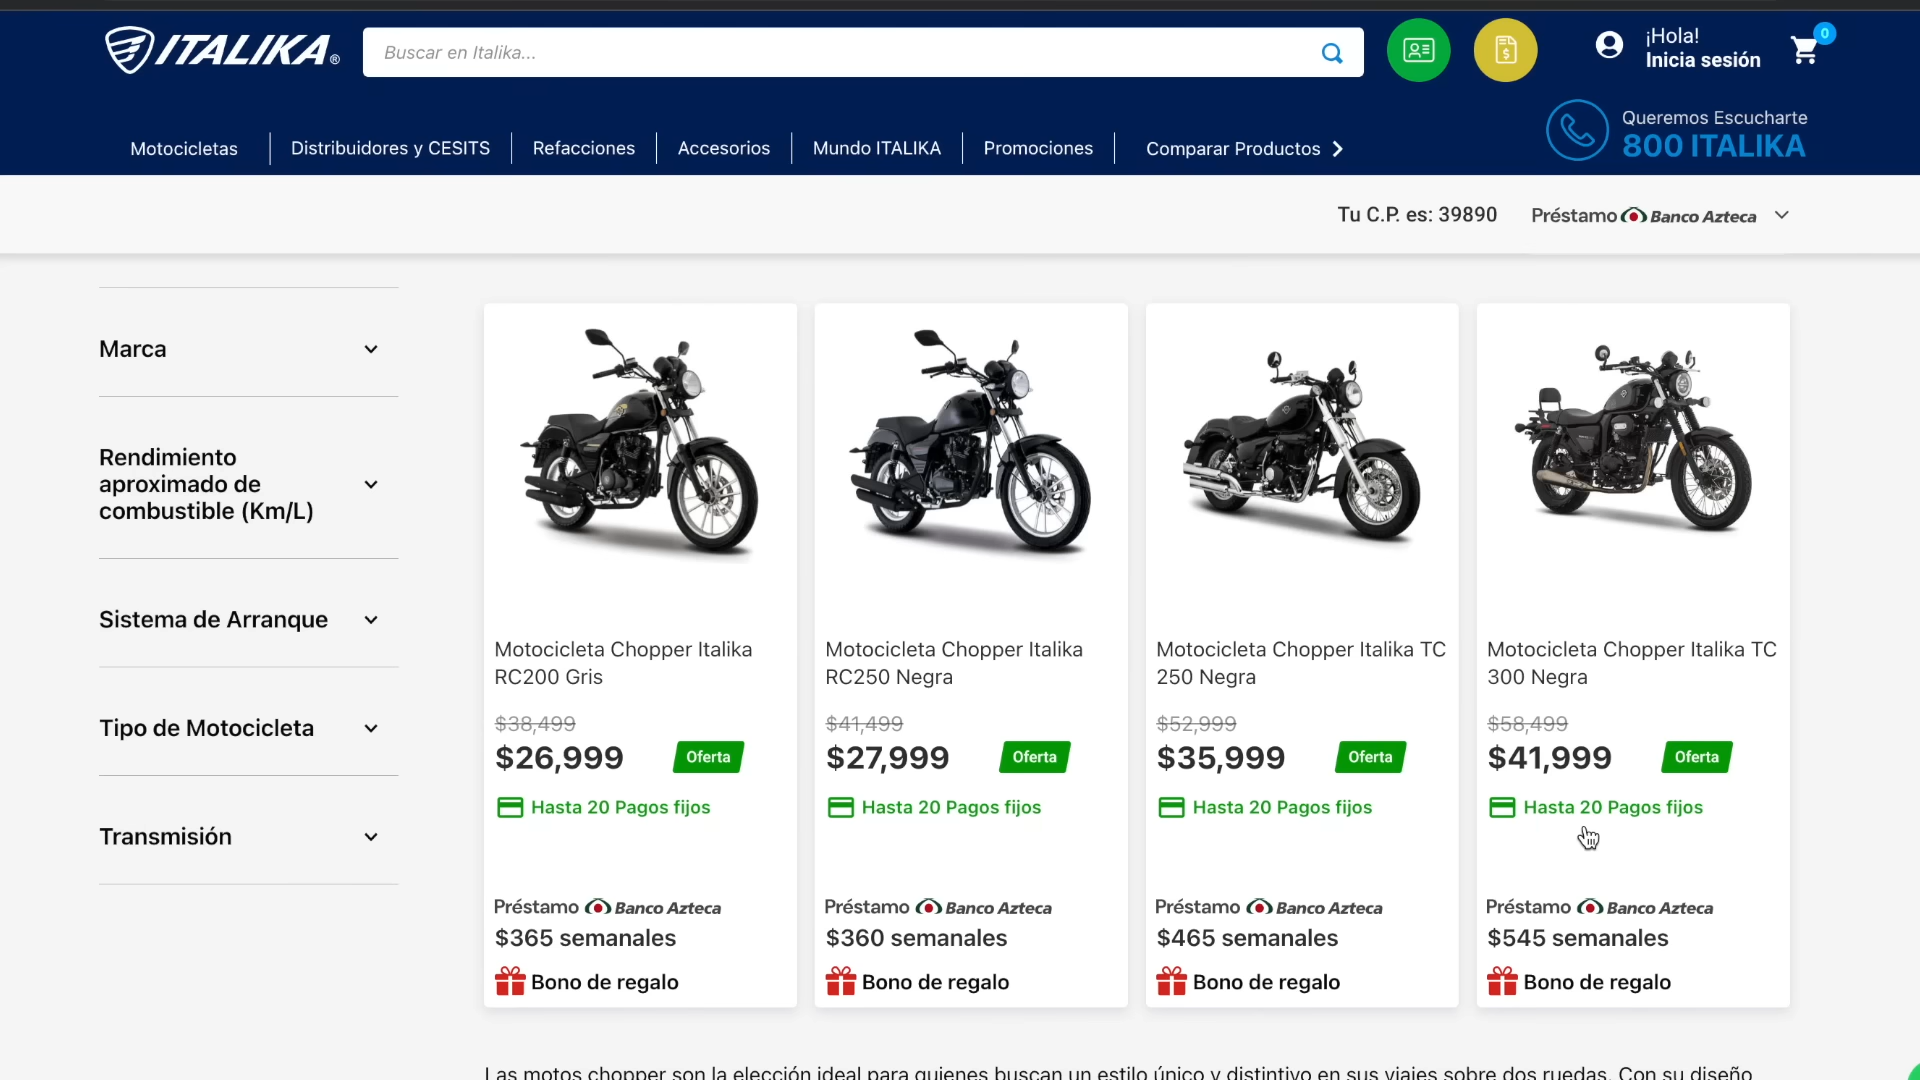 ITALIKA®
Buscar en Italika...
¡Hola!
Inicia sesión
0
Motocicletas
Distribuidores y CESITS
Refacciones
Accesorios
Mundo ITALIKA
Promociones
Comparar Productos
Queremos Escucharte
800 ITALIKA
Tu C.P. es: 39890
Préstamo Banco Azteca
Marca
Rendimiento
aproximado de
combustible (Km/L)
Sistema de Arranque
Tipo de Motocicleta
Transmisión
Motocicleta Chopper Italika
RC200 Gris
$38,499
$26,999
Oferta
Hasta 20 Pagos fijos
Préstamo Banco Azteca
$365 semanales
Bono de regalo
Motocicleta Chopper Italika
RC250 Negra
$41,499
$27,999
Oferta
Hasta 20 Pagos fijos
Préstamo Banco Azteca
$360 semanales
Bono de regalo
Motocicleta Chopper Italika TC
250 Negra
$52,999
$35,999
Oferta
Hasta 20 Pagos fijos
Préstamo Banco Azteca
$465 semanales
Bono de regalo
Motocicleta Chopper Italika TC
300 Negra
$58,499
$41,999
Oferta
Hasta 20 Pagos fijos
Préstamo Banco Azteca
$545 semanales
Bono de regalo
Las motos chopper son la elección ideal para quienes buscan un estilo único y distintivo en sus viajes sobre dos ruedas. Con su diseño